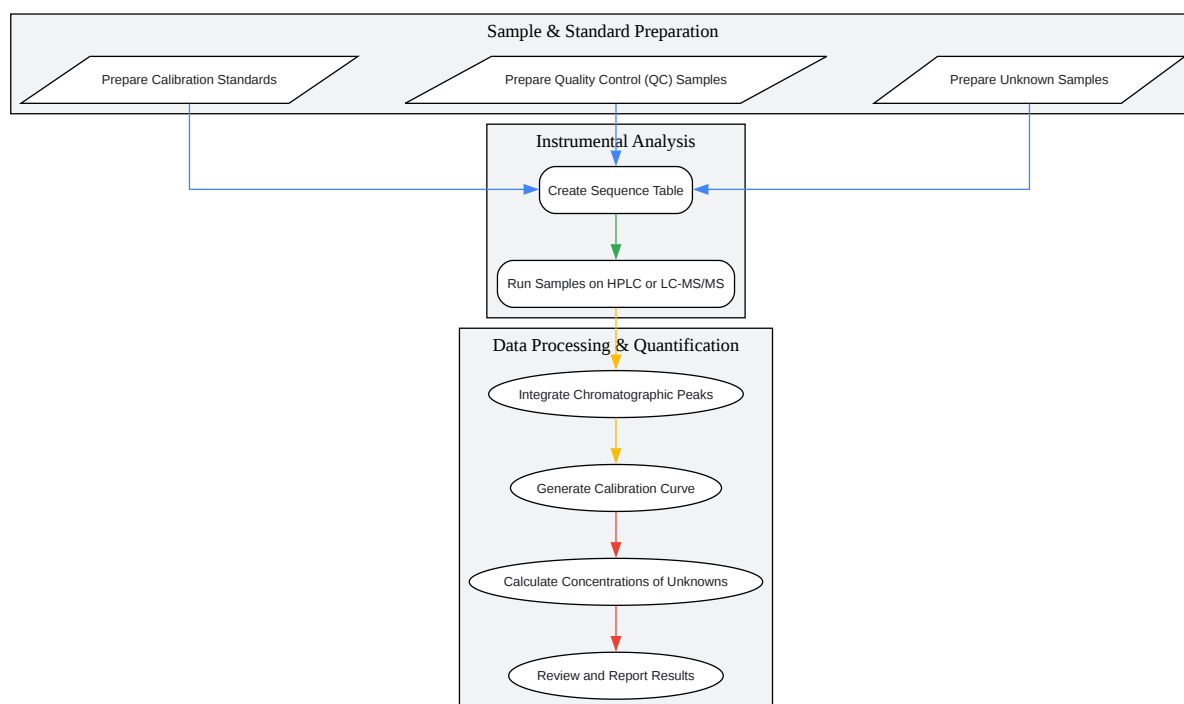 Sample & Standard Preparation
Prepare Calibration Standards
Prepare Quality Control (QC) Samples
Prepare Unknown Samples
Instrumental Analysis
Create Sequence Table
Run Samples on HPLC or LC-MS/MS
Data Processing & Quantification
Integrate Chromatographic Peaks
Generate Calibration Curve
Calculate Concentrations of Unknowns
Review and Report Results